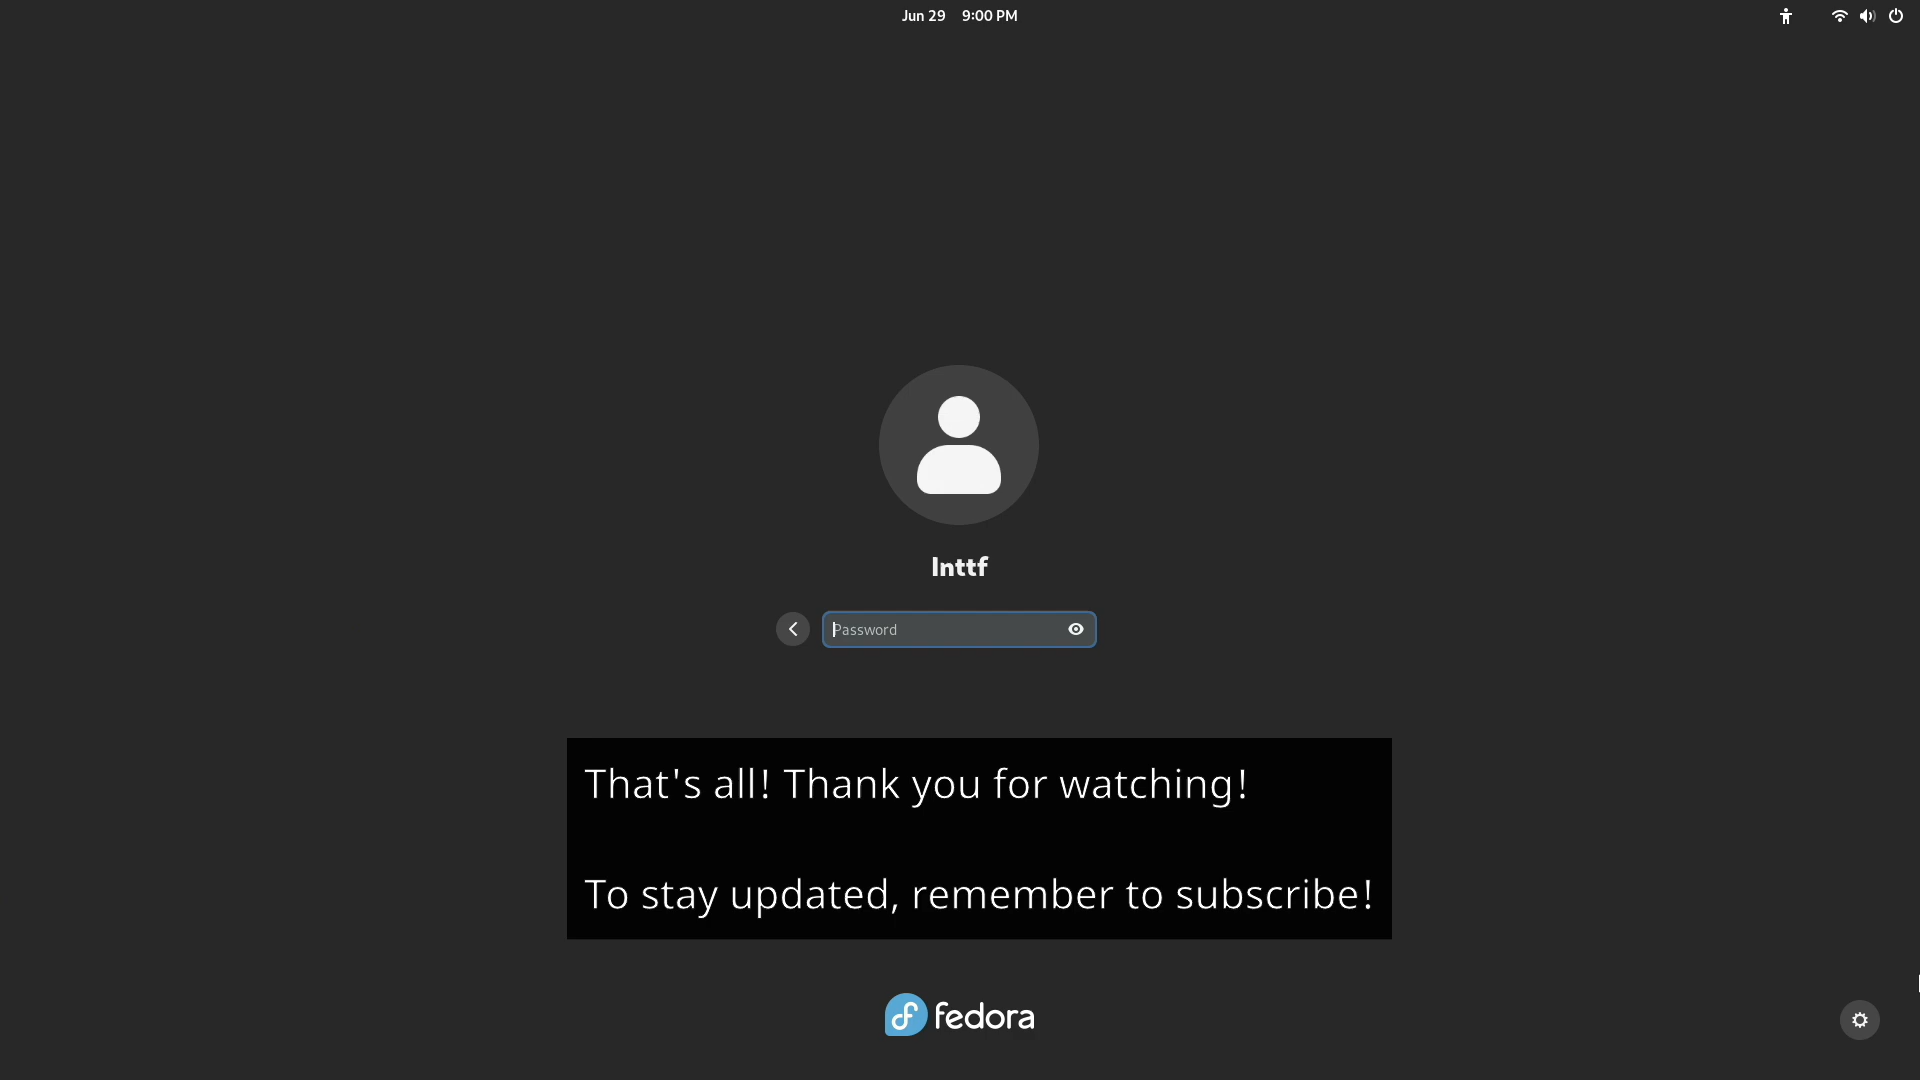 Jun 29 9:00 PM
Inttf
Password
That's all! Thank you for watching!
To stay updated, remember to subscribe!
fedora